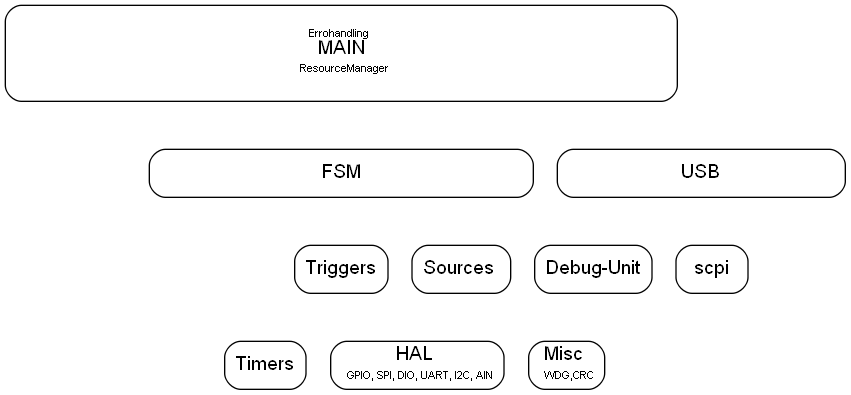 Errohandling
MAIN
ResourceManager
FSM
USB
Triggers
Sources
Debug-Unit
scpi
Timers
HAL
GPIO, SPI, DIO, UART, I2C, AIN
Misc
WDG,CRC